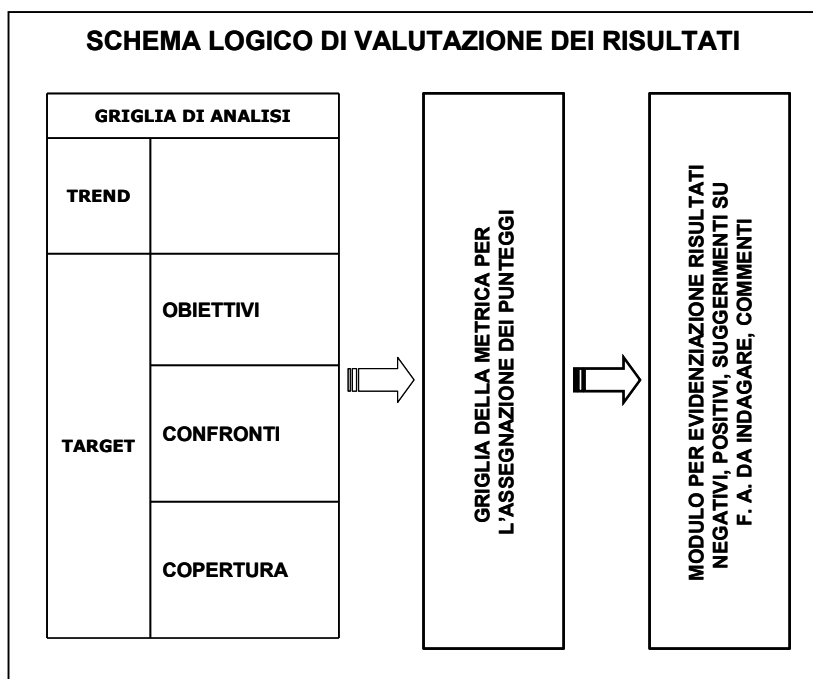 SCHEMA LOGICO DI VALUTAZIONE DEI RISULTATI
GRIGLIA DI ANALISI
TREND
TARGET
OBIETTIVI
CONFRONTI
COPERTURA
GRIGLIA DELLA METRICA PER
L'ASSEGNAZIONE DEI PUNTEGGI
MODULO PER EVIDENZIAZIONE RISULTATI
NEGATIVI, POSITIVI, SUGGERIMENTI SU
F. A. DA INDAGARE, COMMENTI